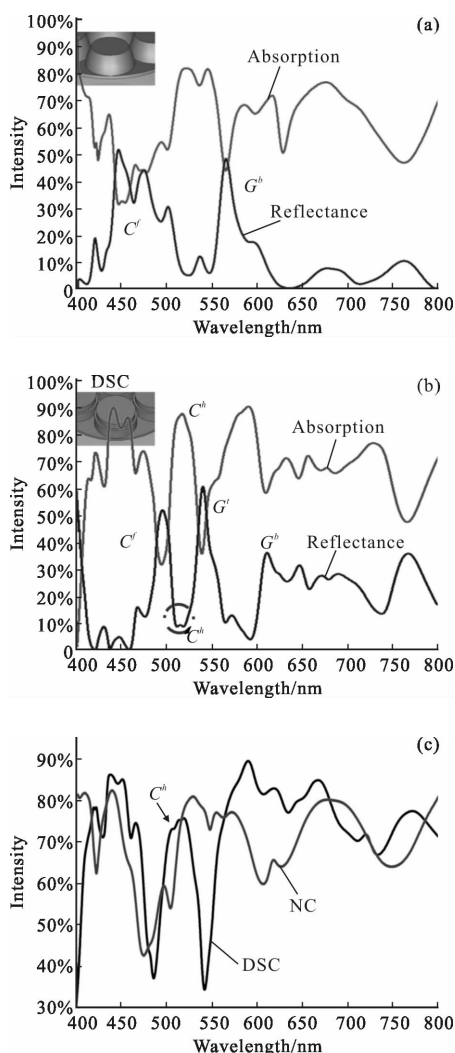 (a)
100%
90%
80%
70%
60%
50%
40%
30%
20%
10%
0
Intensity
Absorption
C^f
G^b
Reflectance
400 450 500 550 600 650 700 750 800
Wavelength/nm
DSC
(b)
100%
90%
80%
70%
60%
50%
40%
30%
20%
10%
0
Intensity
C^h
Absorption
C^f
G^t
G^b
Reflectance
C^h
400 450 500 550 600 650 700 750 800
Wavelength/nm
(c)
90%
80%
70%
60%
50%
40%
30%
Intensity
C^h
NC
DSC
400 450 500 550 600 650 700 750 800
Wavelength/nm